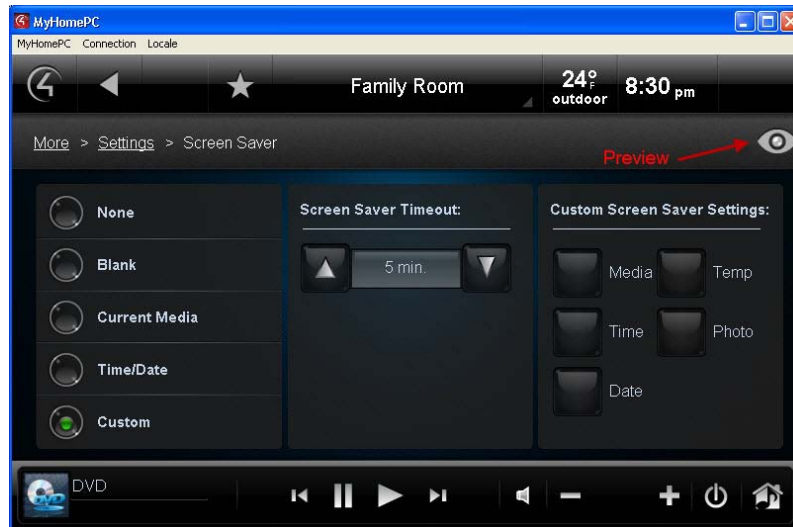 MyHomePC
MyHomePC Connection Locale
Family Room
24°F
outdoor
8:30 pm
More > Settings > Screen Saver
Preview
None
Blank
Current Media
Time/Date
Custom
Screen Saver Timeout:
5 min.
Custom Screen Saver Settings:
Media Temp
Time Photo
Date
DVD
DVD